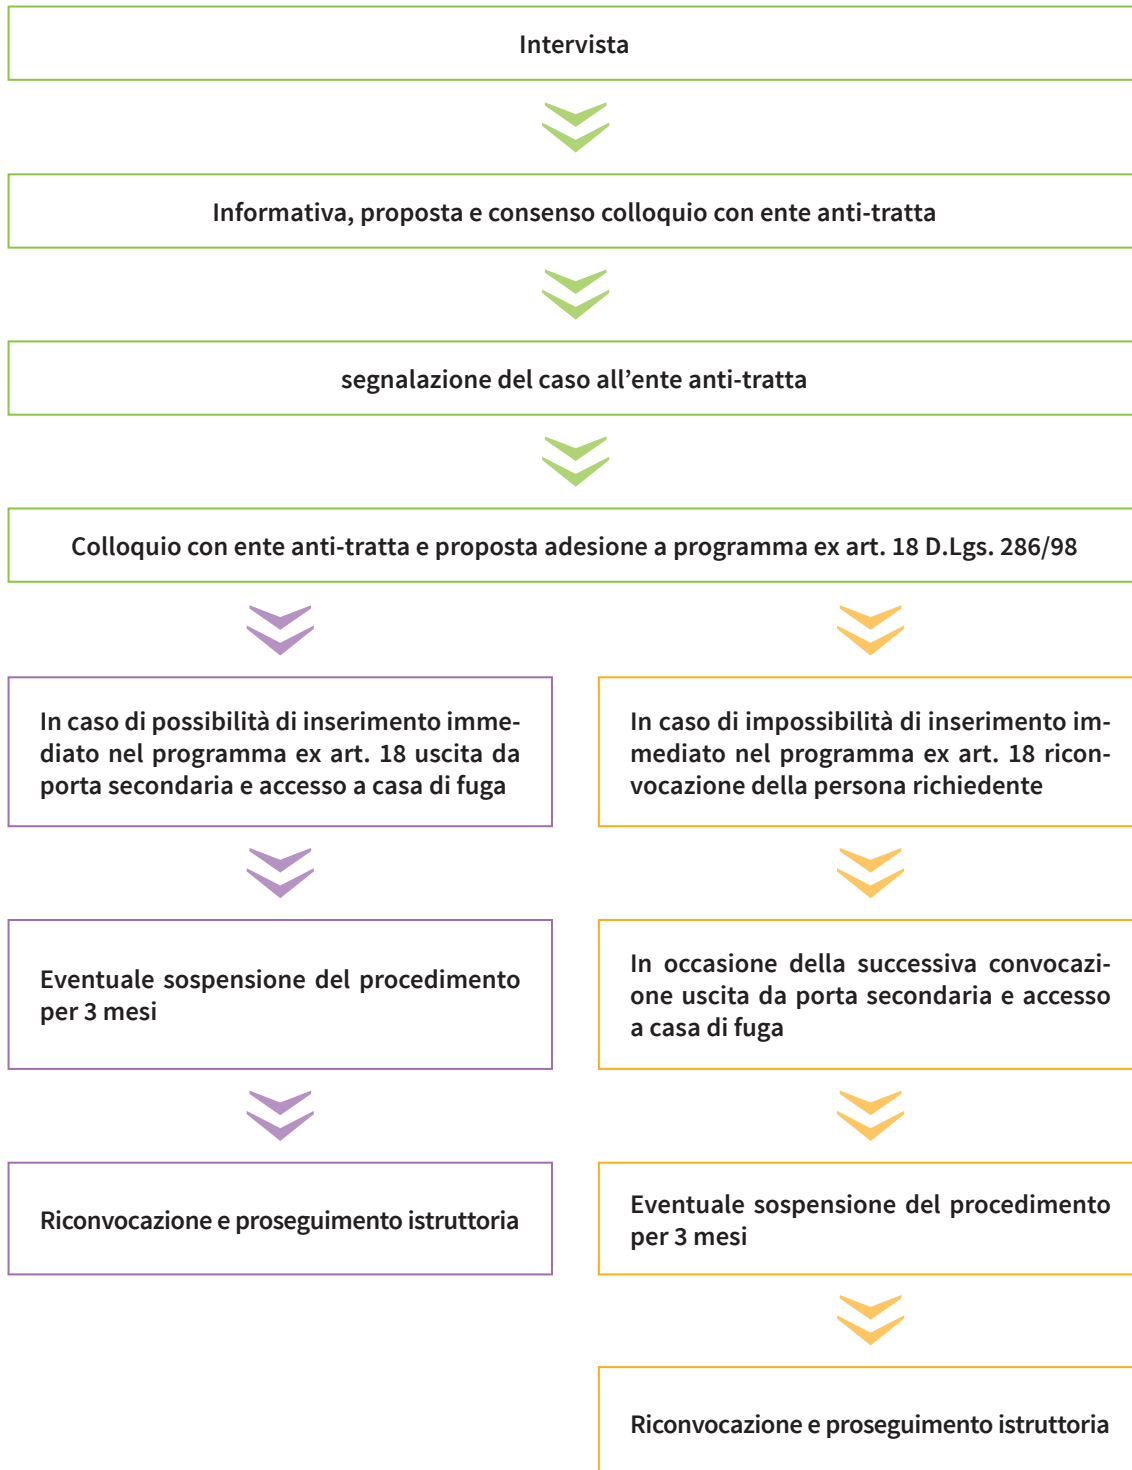 Intervista
Informativa, proposta e consenso colloquio con ente anti-tratta
segnalazione del caso all’ente anti-tratta
Colloquio con ente anti-tratta e proposta adesione a programma ex art. 18 D.Lgs. 286/98
In caso di possibilità di inserimento imme-
diato nel programma ex art. 18 uscita da
porta secondaria e accesso a casa di fuga
In caso di impossibilità di inserimento im-
mediato nel programma ex art. 18 ricon-
vocazione della persona richiedente
Eventuale sospensione del procedimento
per 3 mesi
In occasione della successiva convocazi-
one uscita da porta secondaria e accesso
a casa di fuga
Riconvocazione e proseguimento istruttoria
Eventuale sospensione del procedimento
per 3 mesi
Riconvocazione e proseguimento istruttoria